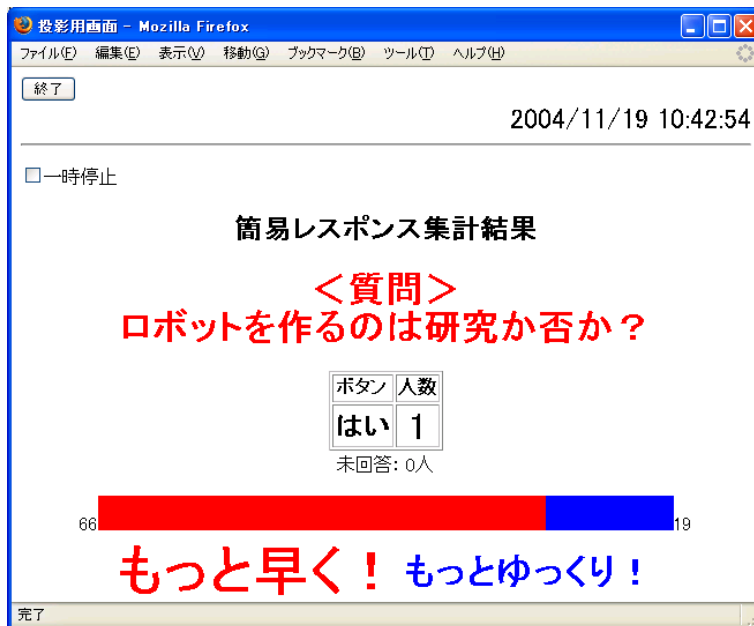 投影用画面 - Mozilla Firefox
ファイル(F) 編集(E) 表示(V) 移動(G) ブックマーク(B) ツール(T) ヘルプ(H)
終了
2004/11/19 10:42:54
一時停止
簡易レスポンス集計結果
＜質問＞
ロボットを作るのは研究か否か？
ボタン 人数
はい 1
未回答: 0人
66 19
もっと早く！ もっとゆっくり！
完了